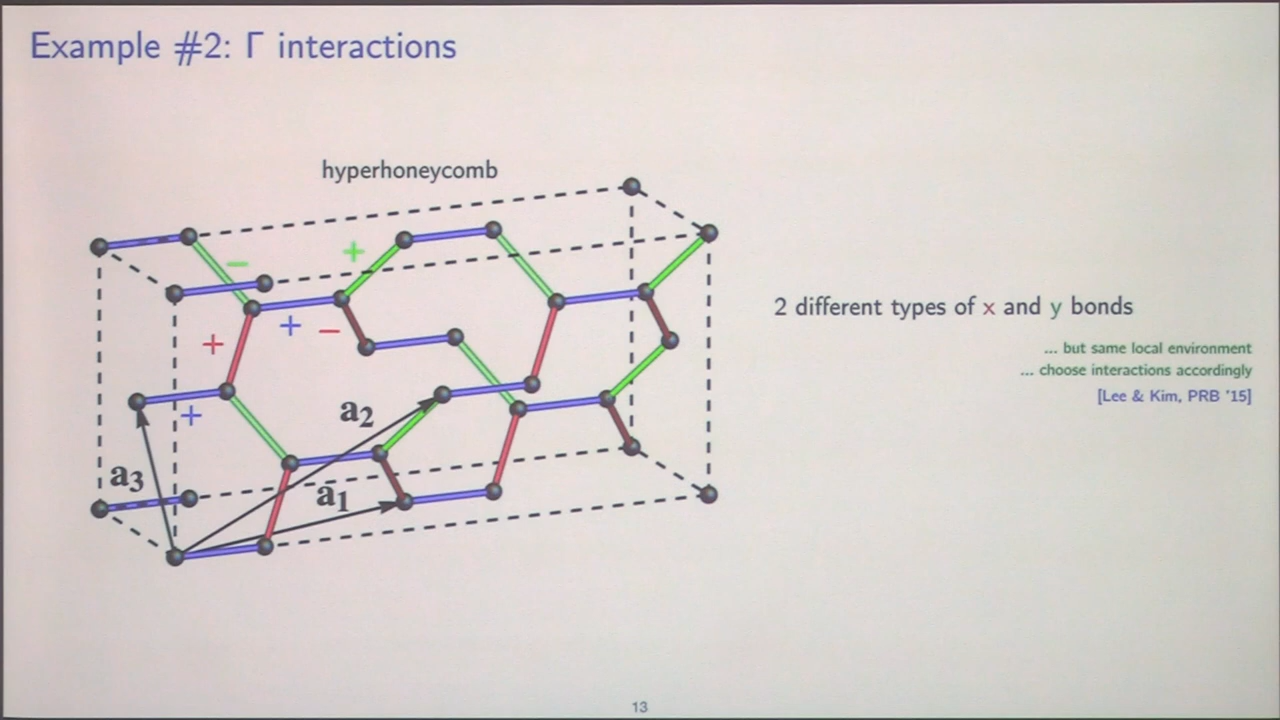 Example #2: Γ interactions
hyperhoneycomb
−
+
+
+
−
+
a2
a3
a1
2 different types of x and y bonds
... but same local environment
... choose interactions accordingly
[Lee & Kim, PRB '15]
13